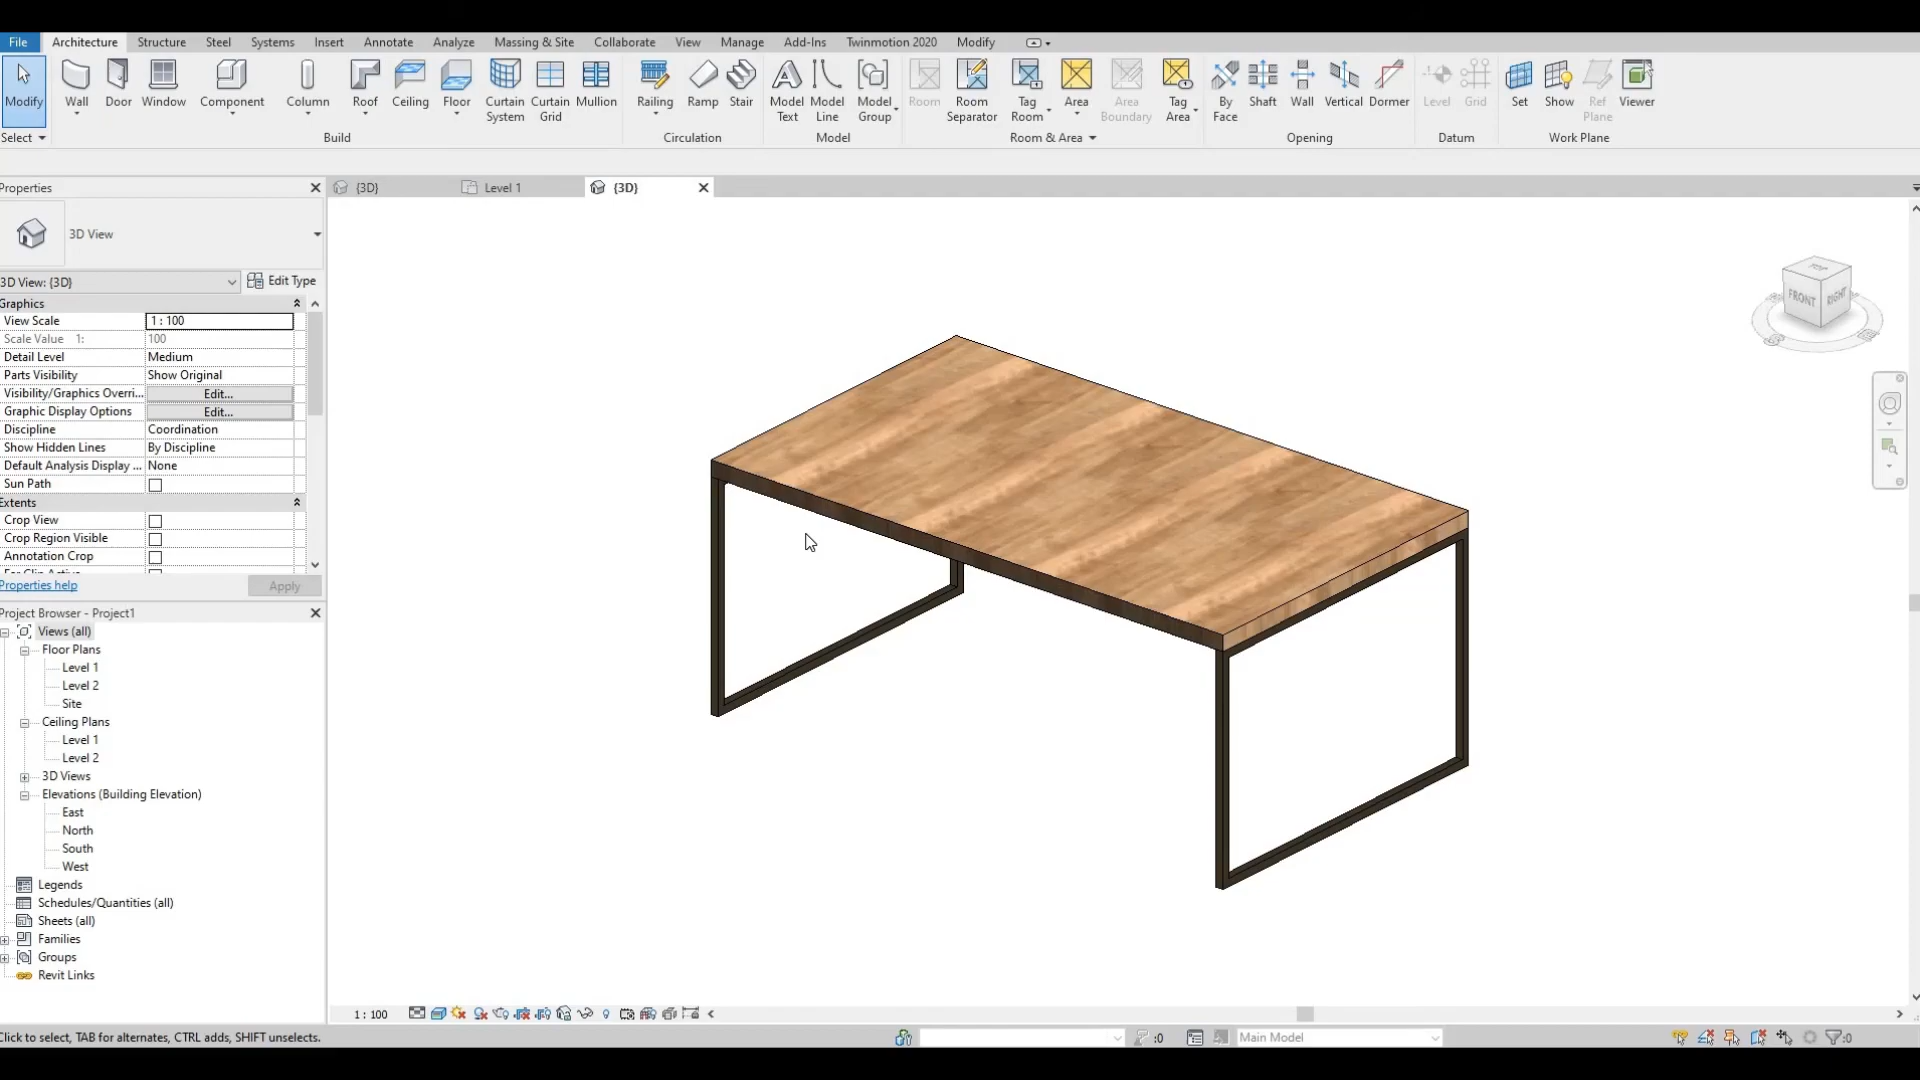 File Architecture Structure Steel Systems Insert Annotate Analyze Massing & Site Collaborate View Manage Add-Ins Twinmotion 2020 Modify
Modify Wall Door Window Component Column Roof Ceiling Floor Curtain System Curtain Grid Mullion Railing Ramp Stair Model Text Model Line Model Group Room Room Separator Tag Room Area Area Boundary Tag Area By Face Shaft Wall Vertical Dormer Level Grid Set Show Ref Plane Viewer
Select Build Circulation Model Room & Area Opening Datum Work Plane
Properties
{3D} Level 1 {3D}
3D View
3D View: {3D} Edit Type
Graphics
View Scale 1 : 100
Scale Value 1: 100
Detail Level Medium
Parts Visibility Show Original
Visibility/Graphics Overri... Edit...
Graphic Display Options Edit...
Discipline Coordination
Show Hidden Lines By Discipline
Default Analysis Display ... None
Sun Path
Extents
Crop View
Crop Region Visible
Annotation Crop
Properties help Apply
Project Browser - Project1
Views (all)
Floor Plans
Level 1
Level 2
Site
Ceiling Plans
Level 1
Level 2
3D Views
Elevations (Building Elevation)
East
North
South
West
Legends
Schedules/Quantities (all)
Sheets (all)
Families
Groups
Revit Links
TOP
FRONT RIGHT
1 : 100
Click to select, TAB for alternates, CTRL adds, SHIFT unselects. :0 Main Model :0